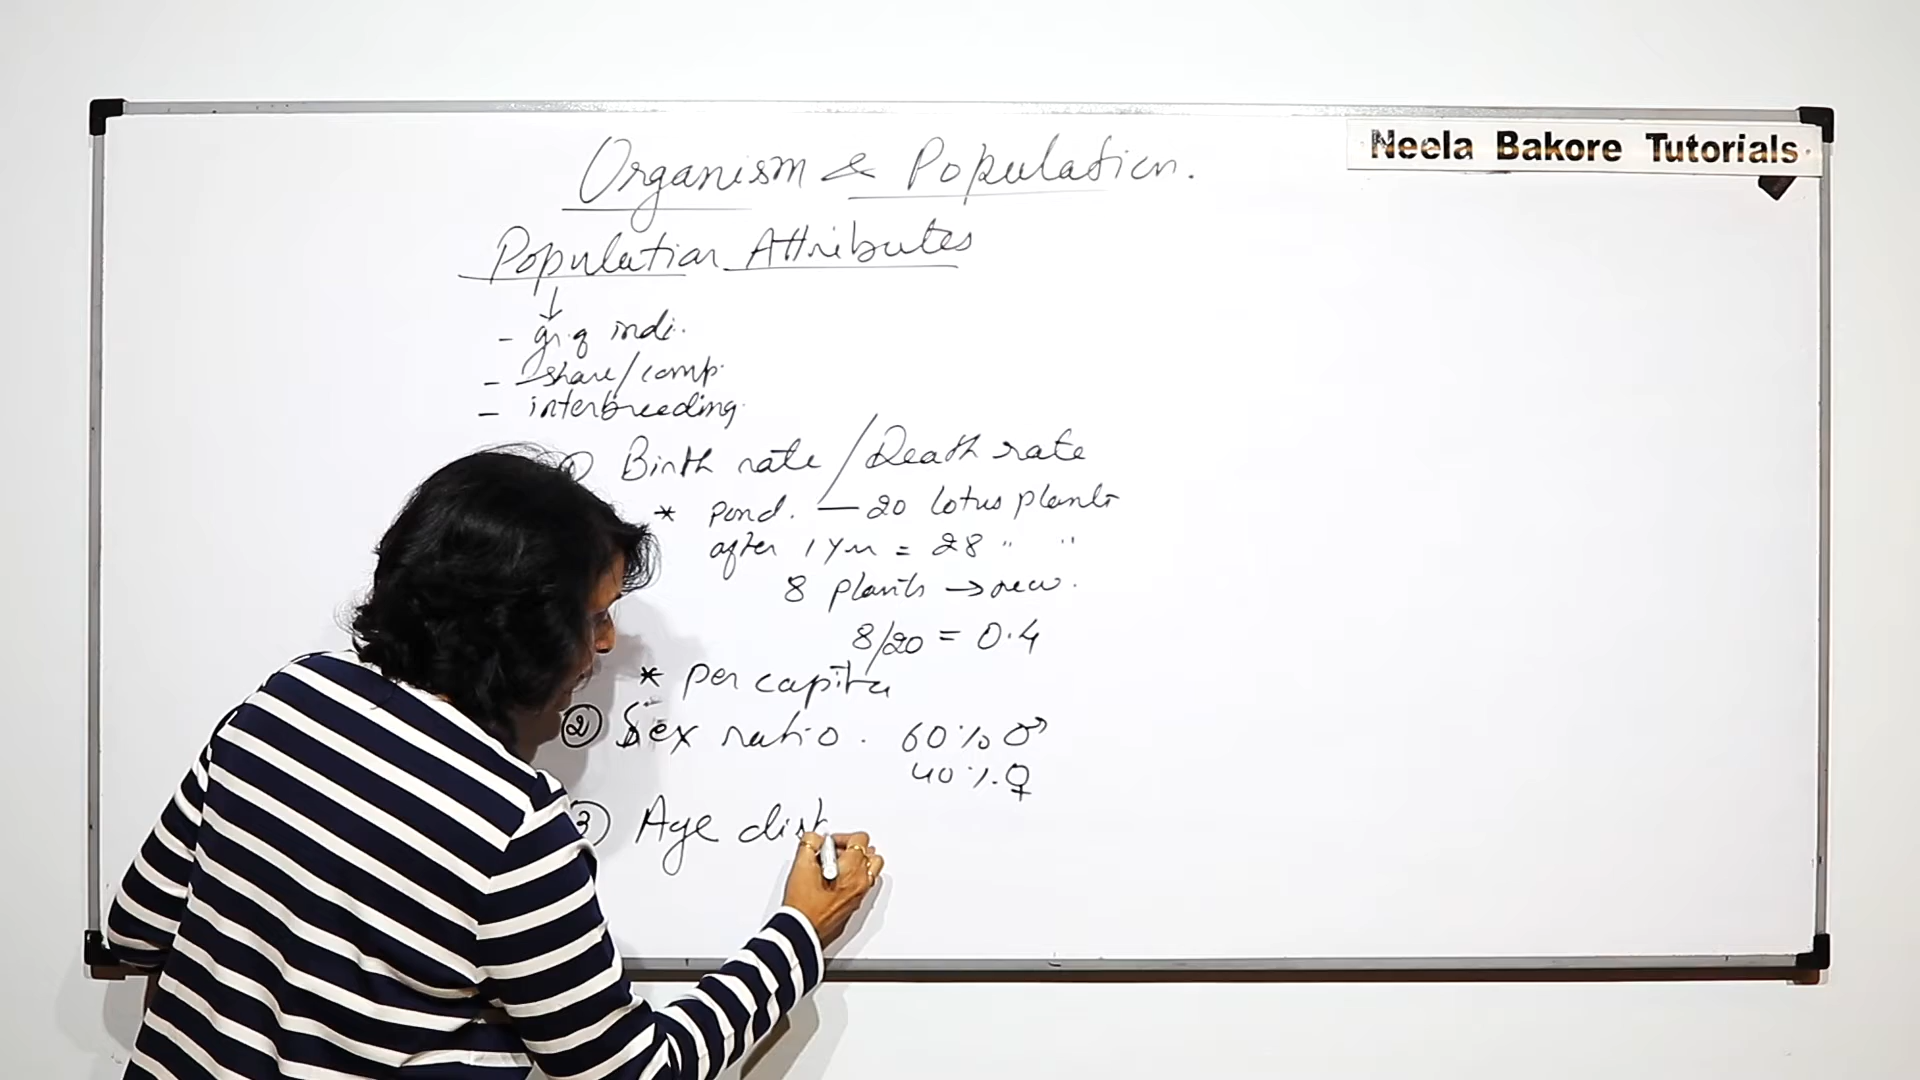 Neela Bakore Tutorials
Organism & Population.
Population Attributes
↓
- gr. of indi.
- share/comp.
- interbreeding.
① Birth rate / Death rate
* Pond. — 20 lotus plants
after 1 yr = 28 " "
8 plants → new.
8/20 = 0.4
* per capita
② Sex ratio. 60% ♂
40%. ♀
③ Age dist